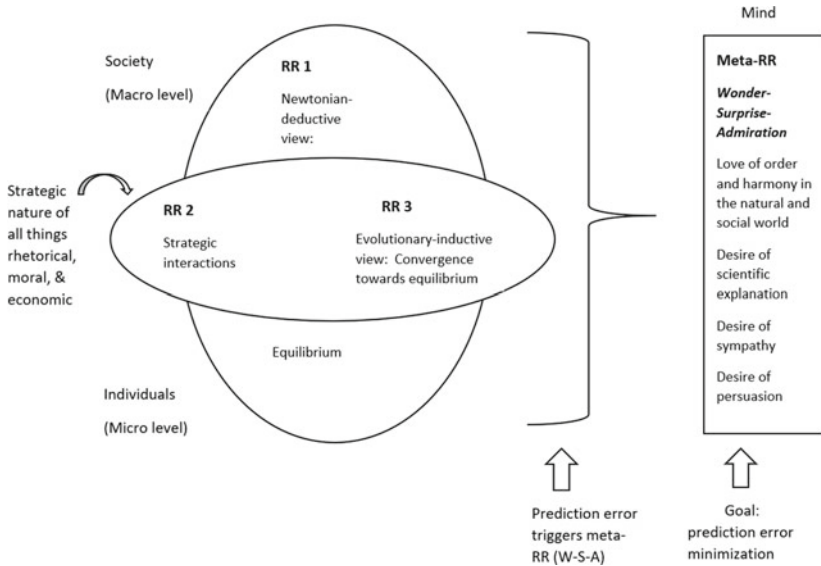 Society
(Macro level)
RR 1
Newtonian-
deductive
view:
Strategic
nature of
all things
rhetorical,
moral, &
economic
RR 2
Strategic
interactions
RR 3
Evolutionary-inductive
view: Convergence
towards equilibrium
Equilibrium
Individuals
(Micro level)
Mind
Meta-RR
Wonder-
Surprise-
Admiration
Love of order
and harmony in
the natural and
social world
Desire of
scientific
explanation
Desire of
sympathy
Desire of
persuasion
Prediction error
triggers meta-
RR (W-S-A)
Goal:
prediction error
minimization